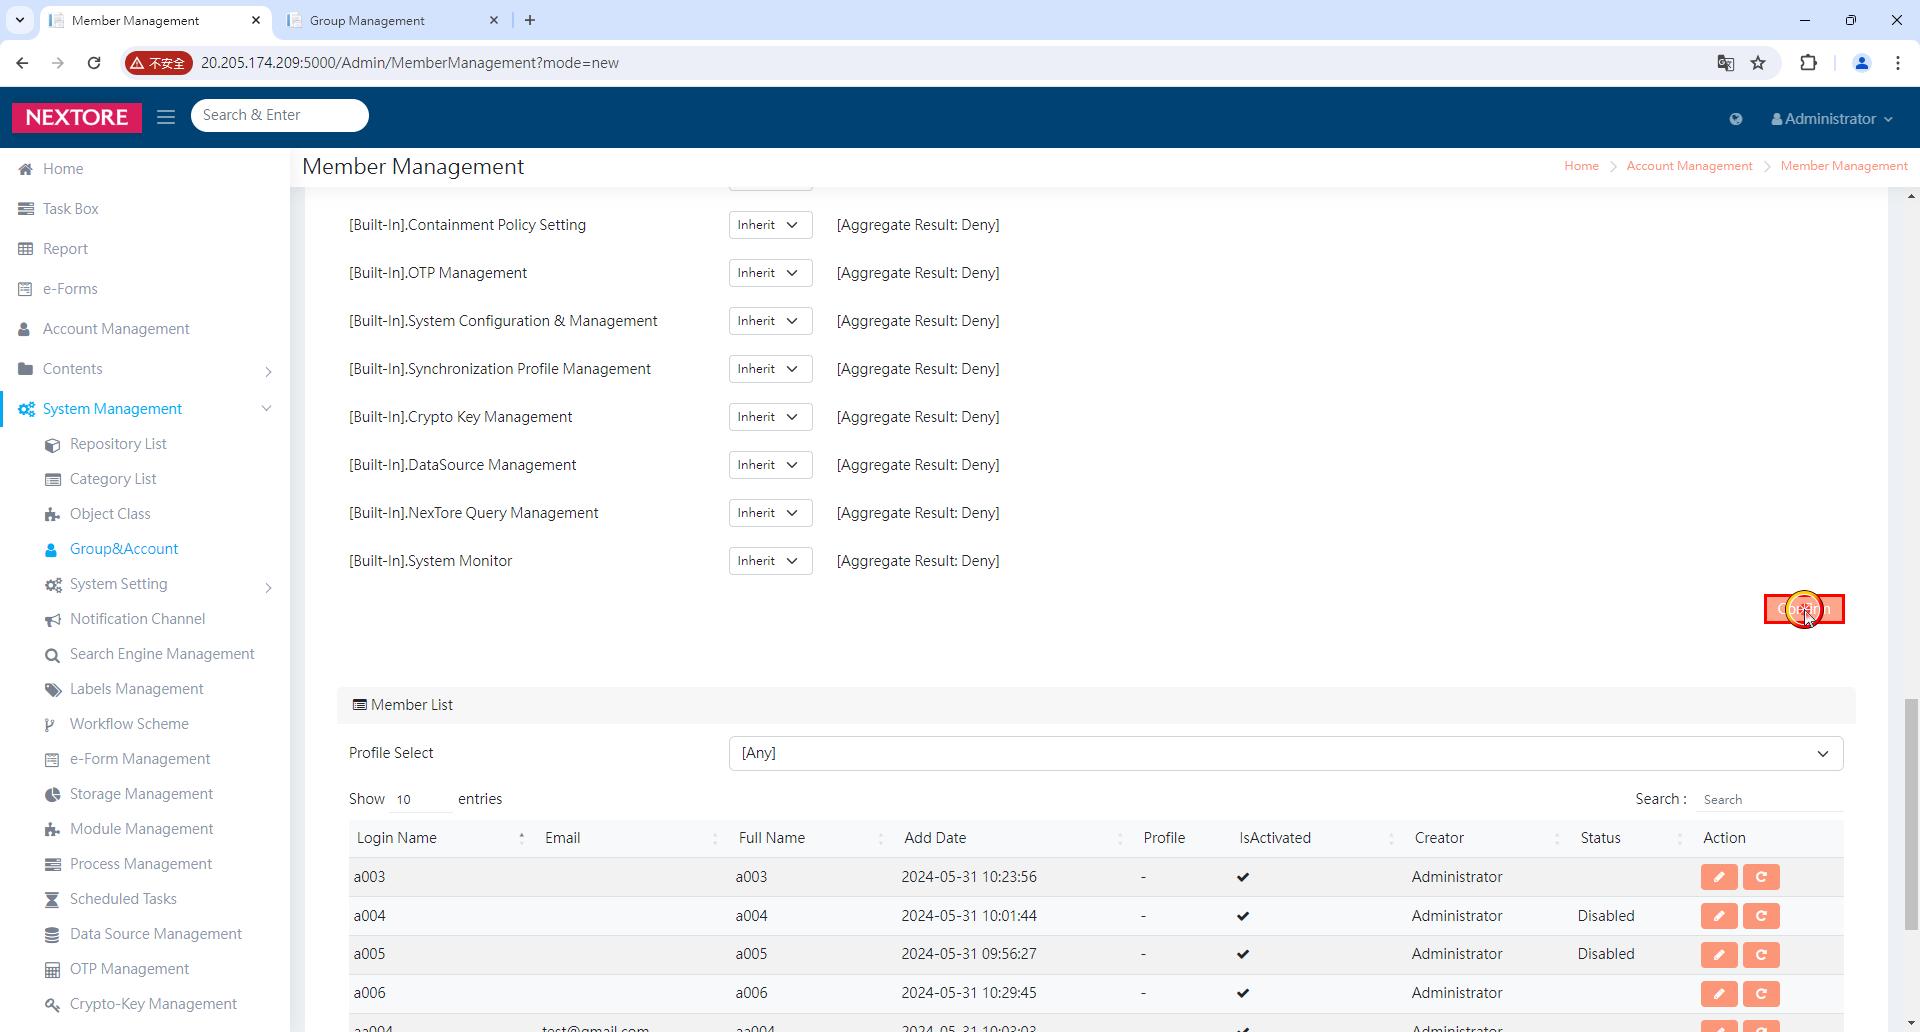 Member Management
Group Management
不安全
20.205.174.209:5000/Admin/MemberManagement?mode=new
NEXTORE
Search & Enter
Administrator
Home
Task Box
Report
e-Forms
Account Management
Contents
System Management
Repository List
Category List
Object Class
Group&Account
System Setting
Notification Channel
Search Engine Management
Labels Management
Workflow Scheme
e-Form Management
Storage Management
Module Management
Process Management
Scheduled Tasks
Data Source Management
OTP Management
Crypto-Key Management
Member Management
Home > Account Management > Member Management
[Built-In].Containment Policy Setting Inherit [Aggregate Result: Deny]
[Built-In].OTP Management Inherit [Aggregate Result: Deny]
[Built-In].System Configuration & Management Inherit [Aggregate Result: Deny]
[Built-In].Synchronization Profile Management Inherit [Aggregate Result: Deny]
[Built-In].Crypto Key Management Inherit [Aggregate Result: Deny]
[Built-In].DataSource Management Inherit [Aggregate Result: Deny]
[Built-In].NexTore Query Management Inherit [Aggregate Result: Deny]
[Built-In].System Monitor Inherit [Aggregate Result: Deny]
Confirm
Member List
Profile Select [Any]
Show 10 entries Search : Search
Login Name Email Full Name Add Date Profile IsActivated Creator Status Action
a003 a003 2024-05-31 10:23:56 - Administrator
a004 a004 2024-05-31 10:01:44 - Administrator Disabled
a005 a005 2024-05-31 09:56:27 - Administrator Disabled
a006 a006 2024-05-31 10:29:45 - Administrator
aa004 test@gmail.com aa004 2024-05-31 10:03:03 Administrator